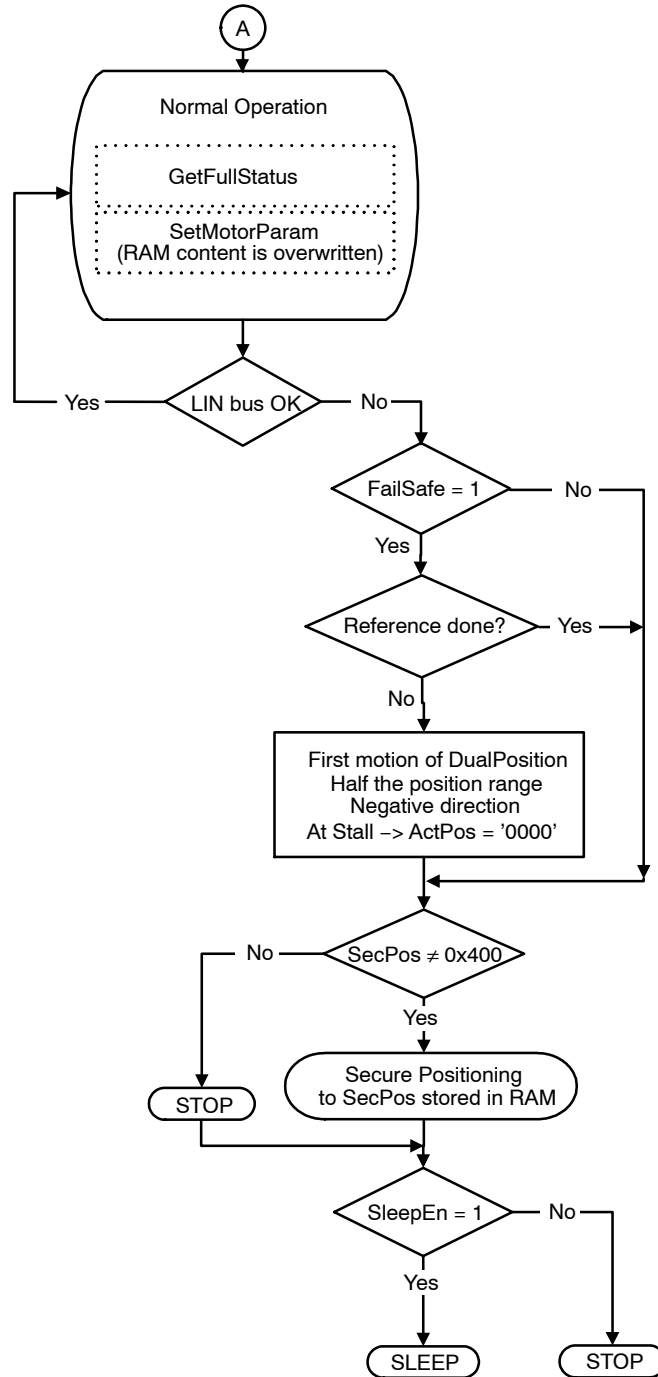 A
Normal Operation
GetFullStatus
SetMotorParam
(RAM content is overwritten)
Yes
LIN bus OK
No
FailSafe = 1
No
Yes
Reference done?
Yes
No
First motion of DualPosition
Half the position range
Negative direction
At Stall −> ActPos = '0000'
No
SecPos ≠ 0x400
Yes
Secure Positioning
to SecPos stored in RAM
STOP
SleepEn = 1
No
Yes
SLEEP
STOP